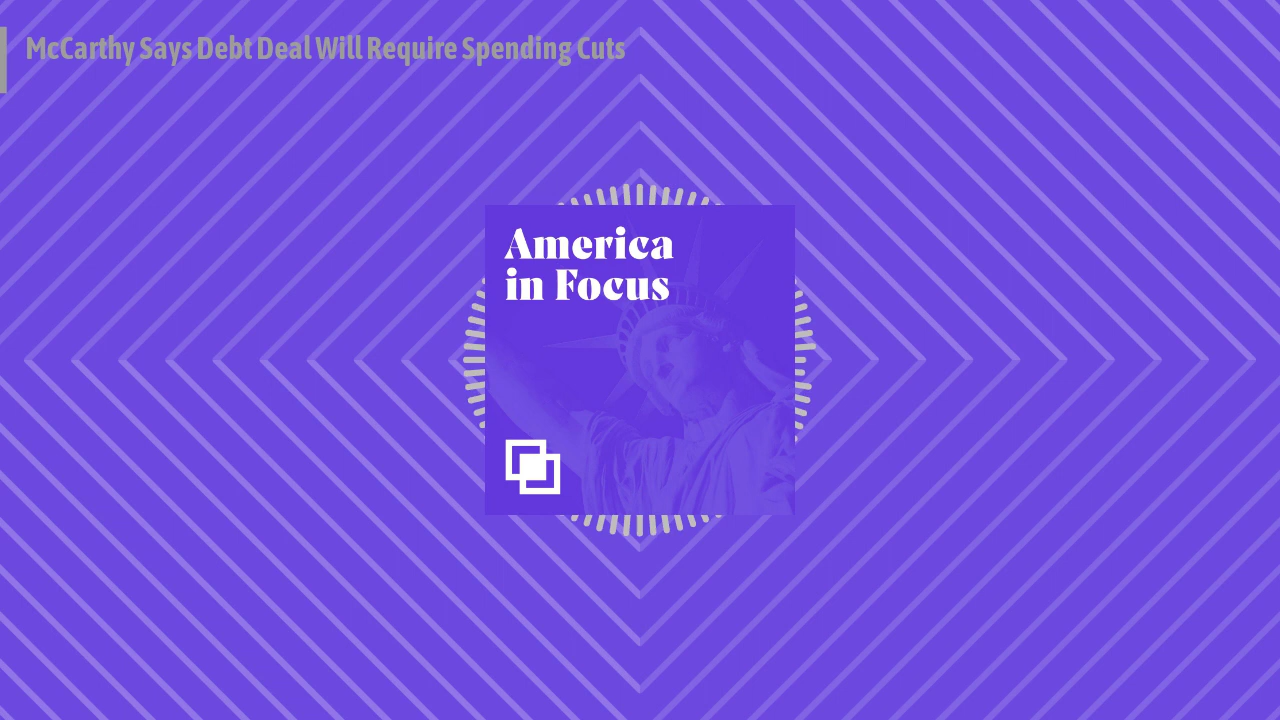 McCarthy Says Debt Deal Will Require Spending Cuts
America
in Focus